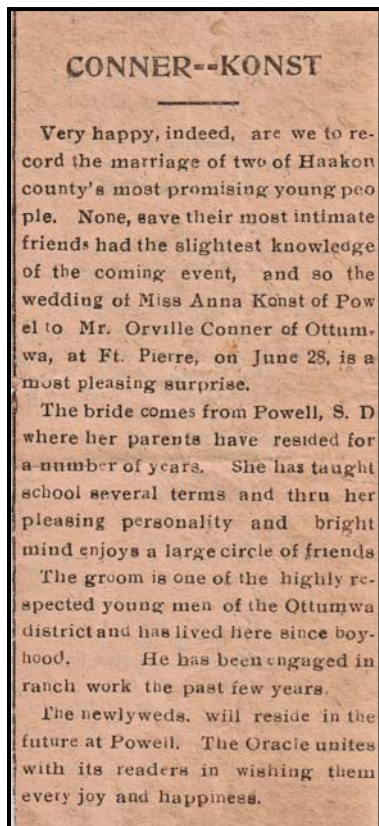 CONNER--KONST
Very happy, indeed, are we to re-
cord the marriage of two of Haakon
county's most promising young peo
ple. None, save their most intimate
friends had the slightest knowledge
of the coming event, and so the
wedding of Miss Anna Konst of Pow
el to Mr. Orville Conner of Ottum-
wa, at Ft. Pierre, on June 28, is a
most pleasing surprise.
The bride comes from Powell, S. D
where her parents have resided for
a number of years. She has taught
school several terms and thru her
pleasing personality and bright
mind enjoys a large circle of friends
The groom is one of the highly re-
spected young men of the Ottumwa
district and has lived here since boy-
hood. He has been engaged in
ranch work the past few years.
The newlyweds. will reside in the
future at Powell. The Oracle unites
with its readers in wishing them
every joy and happiness.